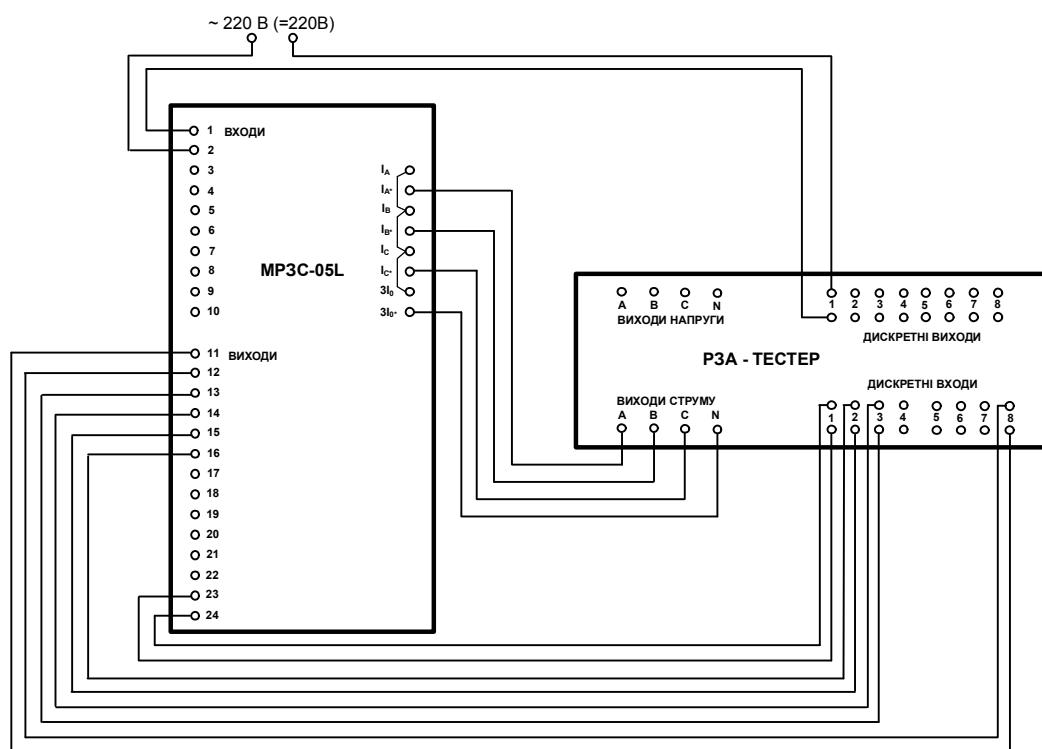 ~ 220 В (=220В)
1 ВХОДИ
2
3
4
5
6
7
8
9
10
11 ВИХОДИ
12
13
14
15
16
17
18
19
20
21
22
23
24
МРЗС-05L
IA
IA*
IB
IB*
IC
IC*
3I0
3I0*
A B C N
ВИХОДИ НАПРУГИ
1 2 3 4 5 6 7 8
ДИСКРЕТНІ ВИХОДИ
РЗА - ТЕСТЕР
ДИСКРЕТНІ ВХОДИ
1 2 3 4 5 6 7 8
ВИХОДИ СТРУМУ
A B C N